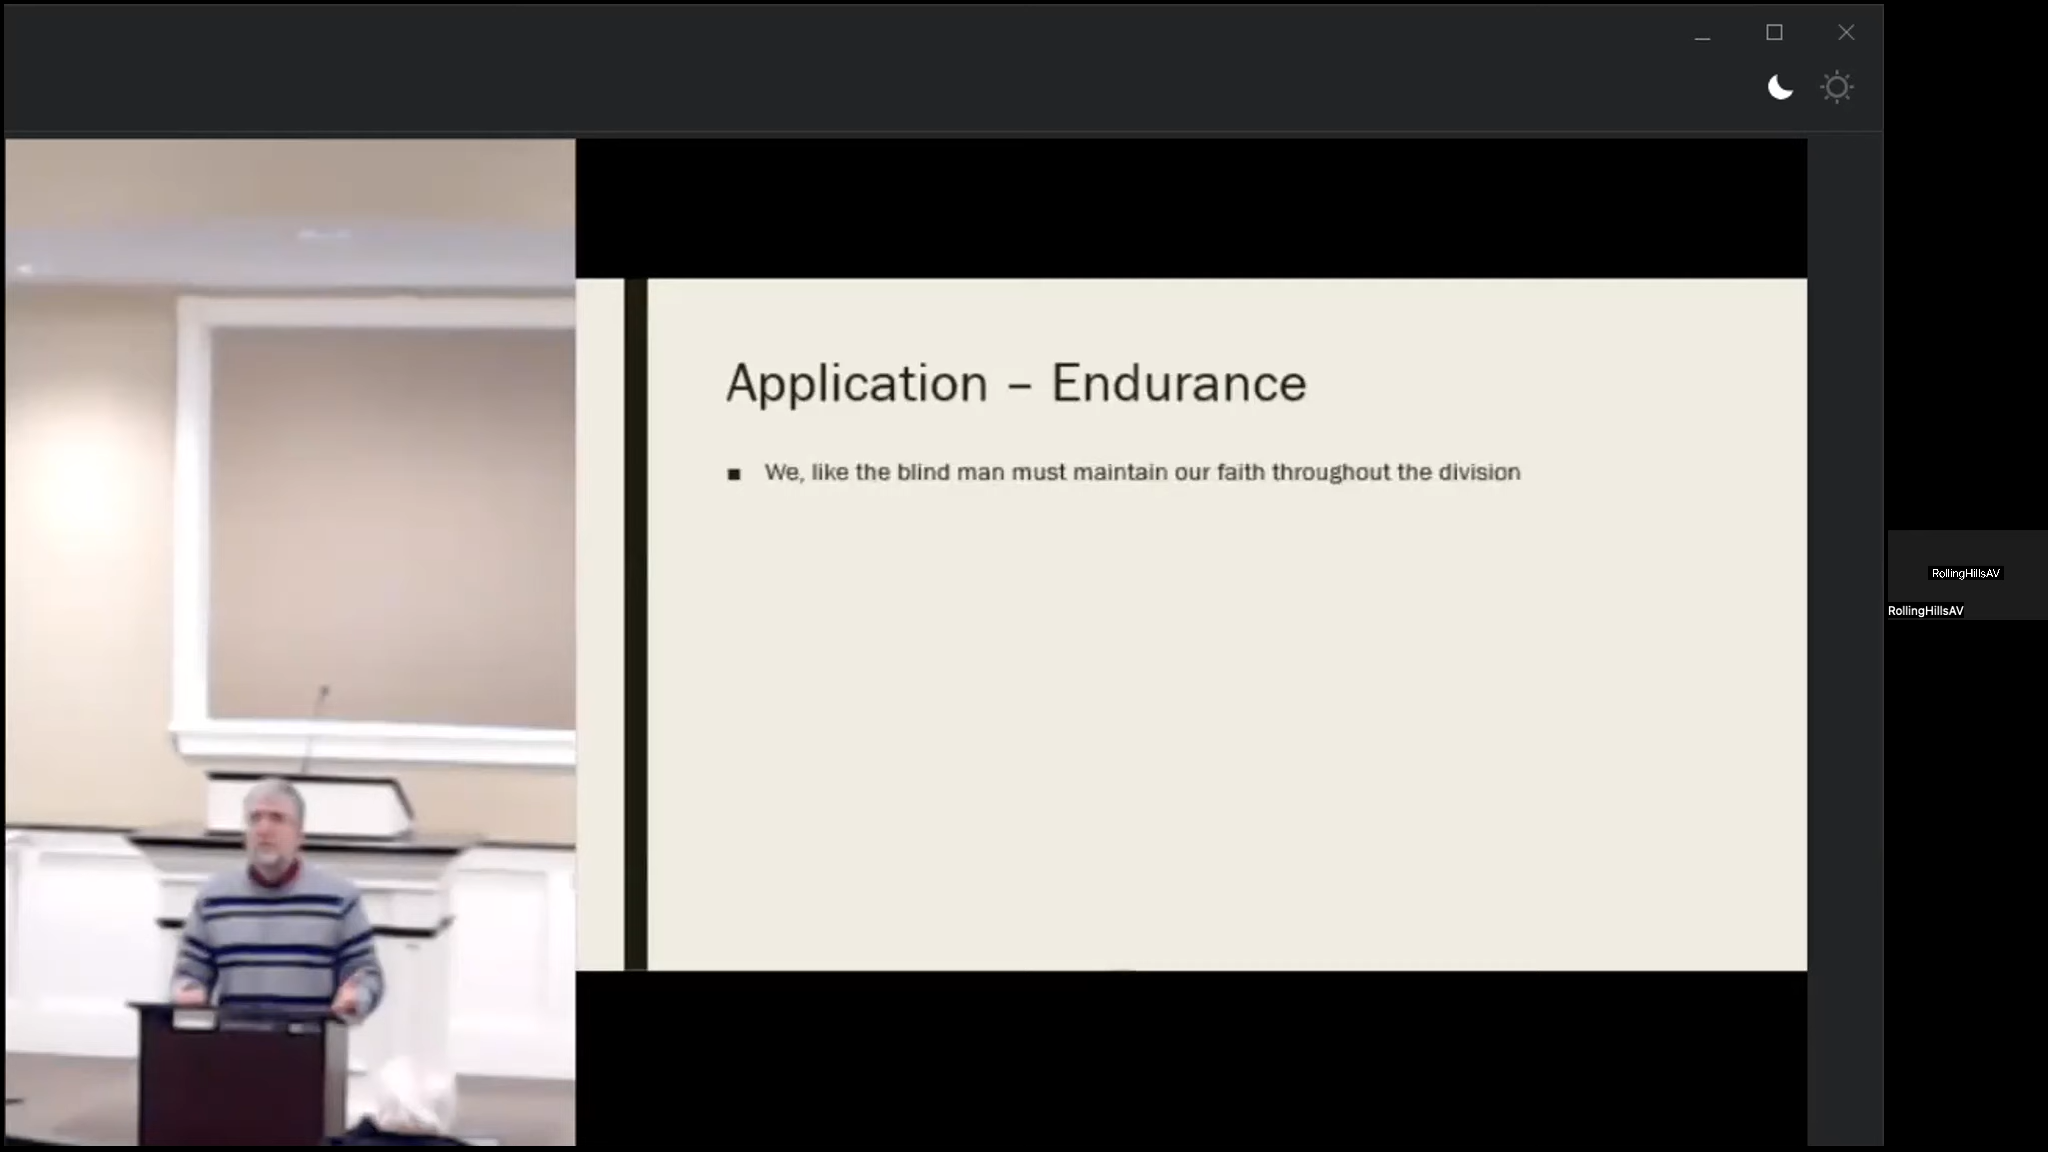 Application – Endurance
■ We, like the blind man must maintain our faith throughout the division
RollingHillsAV
RollingHillsAV